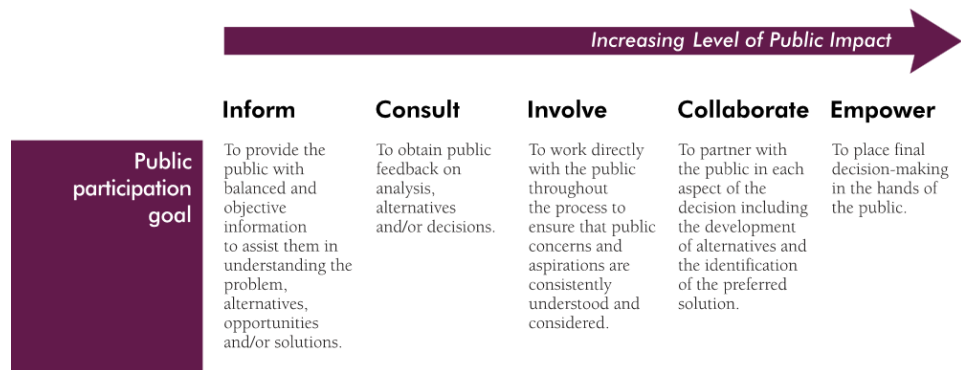 Increasing Level of Public Impact
Inform
Consult
Involve
Collaborate
Empower
Public
participation
goal
To provide the
public with
balanced and
objective
information
to assist them in
understanding the
problem,
alternatives,
opportunities
and/or solutions.
To obtain public
feedback on
analysis,
alternatives
and/or decisions.
To work directly
with the public
throughout
the process to
ensure that public
concerns and
aspirations are
consistently
understood and
considered.
To partner with
the public in each
aspect of the
decision including
the development
of alternatives and
the identification
of the preferred
solution.
To place final
decision-making
in the hands of
the public.